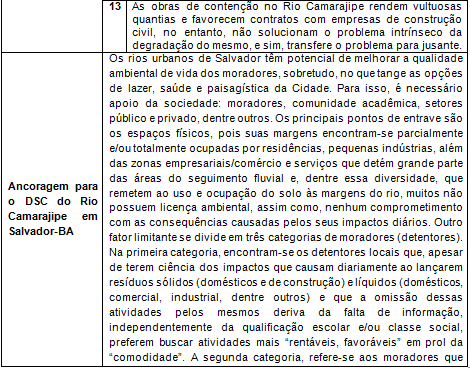 13 As obras de contenção no Rio Camarajipe rendem vultuosas
quantias e favorecem contratos com empresas de construção
civil, no entanto, não solucionam o problema intrínseco da
degradação do mesmo, e sim, transfere o problema para jusante.
Ancoragem para
o DSC do Rio
Camarajipe em
Salvador-BA
Os rios urbanos de Salvador têm potencial de melhorar a qualidade
ambiental de vida dos moradores, sobretudo, no que tange as opções
de lazer, saúde e paisagística da Cidade. Para isso, é necessário
apoio da sociedade: moradores, comunidade acadêmica, setores
público e privado, dentre outros. Os principais pontos de entrave são
os espaços físicos, pois suas margens encontram-se parcialmente
e/ou totalmente ocupadas por residências, pequenas indústrias, além
das zonas empresariais/comércio e serviços que detém grande parte
das áreas do seguimento fluvial e, dentre essa diversidade, que
remetem ao uso e ocupação do solo às margens do rio, muitos não
possuem licença ambiental, assim como, nenhum comprometimento
com as consequências causadas pelos seus impactos diários. Outro
fator limitante se divide em três categorias de moradores (detentores).
Na primeira categoria, encontram-se os detentores locais que, apesar
de terem ciência dos impactos que causam diariamente ao lançarem
resíduos sólidos (domésticos e de construção) e líquidos (domésticos,
comercial, industrial, dentre outros) e que a omissão dessas
atividades pelos mesmos deriva da falta de informação,
independentemente da qualificação escolar e/ou classe social,
preferem buscar atividades mais “rentáveis, favoráveis” em prol da
“comodidade”. A segunda categoria, refere-se aos moradores que